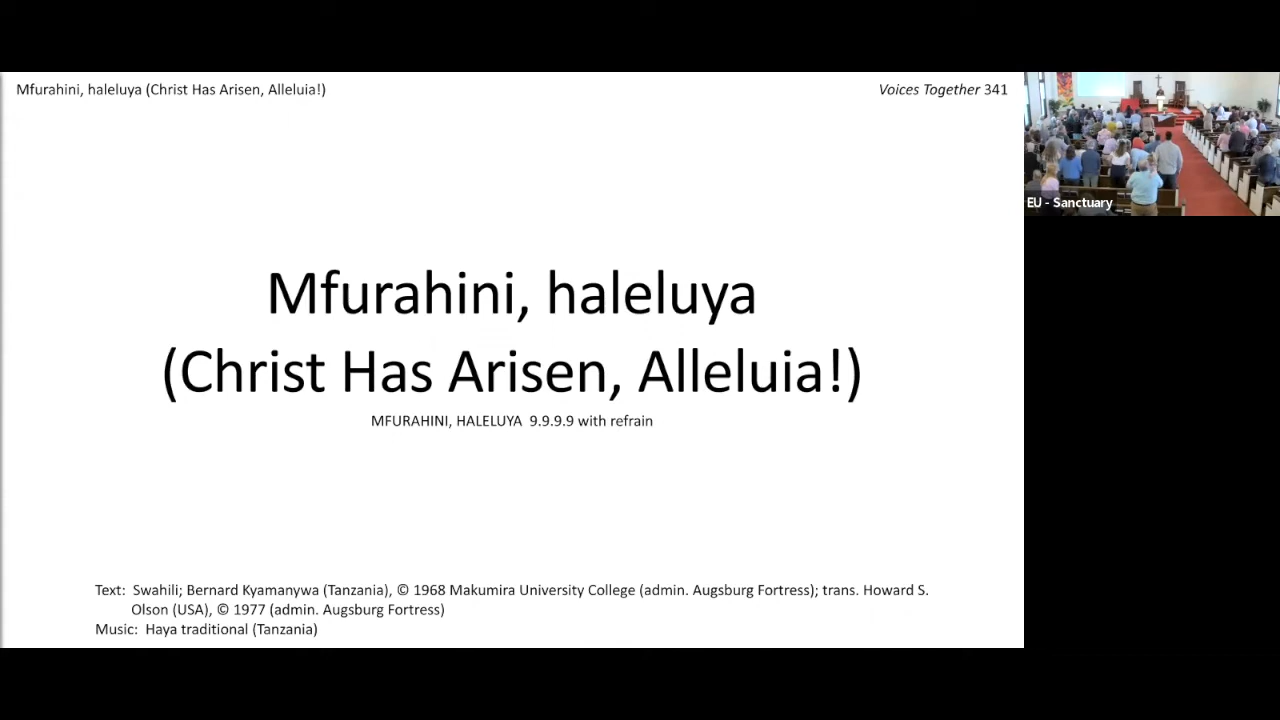 Mfurahini, haleluya (Christ Has Arisen, Alleluia!)
Voices Together 341
Mfurahini, haleluya
(Christ Has Arisen, Alleluia!)
MFURAHINI, HALELUYA 9.9.9.9 with refrain
Text: Swahili; Bernard Kyamanywa (Tanzania), © 1968 Makumira University College (admin. Augsburg Fortress); trans. Howard S.
Olson (USA), © 1977 (admin. Augsburg Fortress)
Music: Haya traditional (Tanzania)
EU - Sanctuary